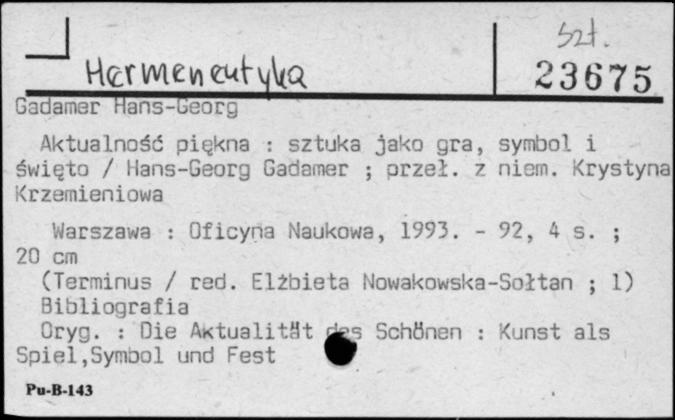 szt.
Hermeneutyka
23675
Gadamer Hans-Georg
Aktualność piękna : sztuka jako gra, symbol i
święto / Hans-Georg Gadamer ; przeł. z niem. Krystyna
Krzemieniowa
Warszawa : Oficyna Naukowa, 1993. - 92, 4 s. ;
20 cm
(Terminus / red. Elżbieta Nowakowska-Sołtan ; 1)
Bibliografia
Oryg. : Die Aktualität des Schönen : Kunst als
Spiel,Symbol und Fest
Pu-B-143